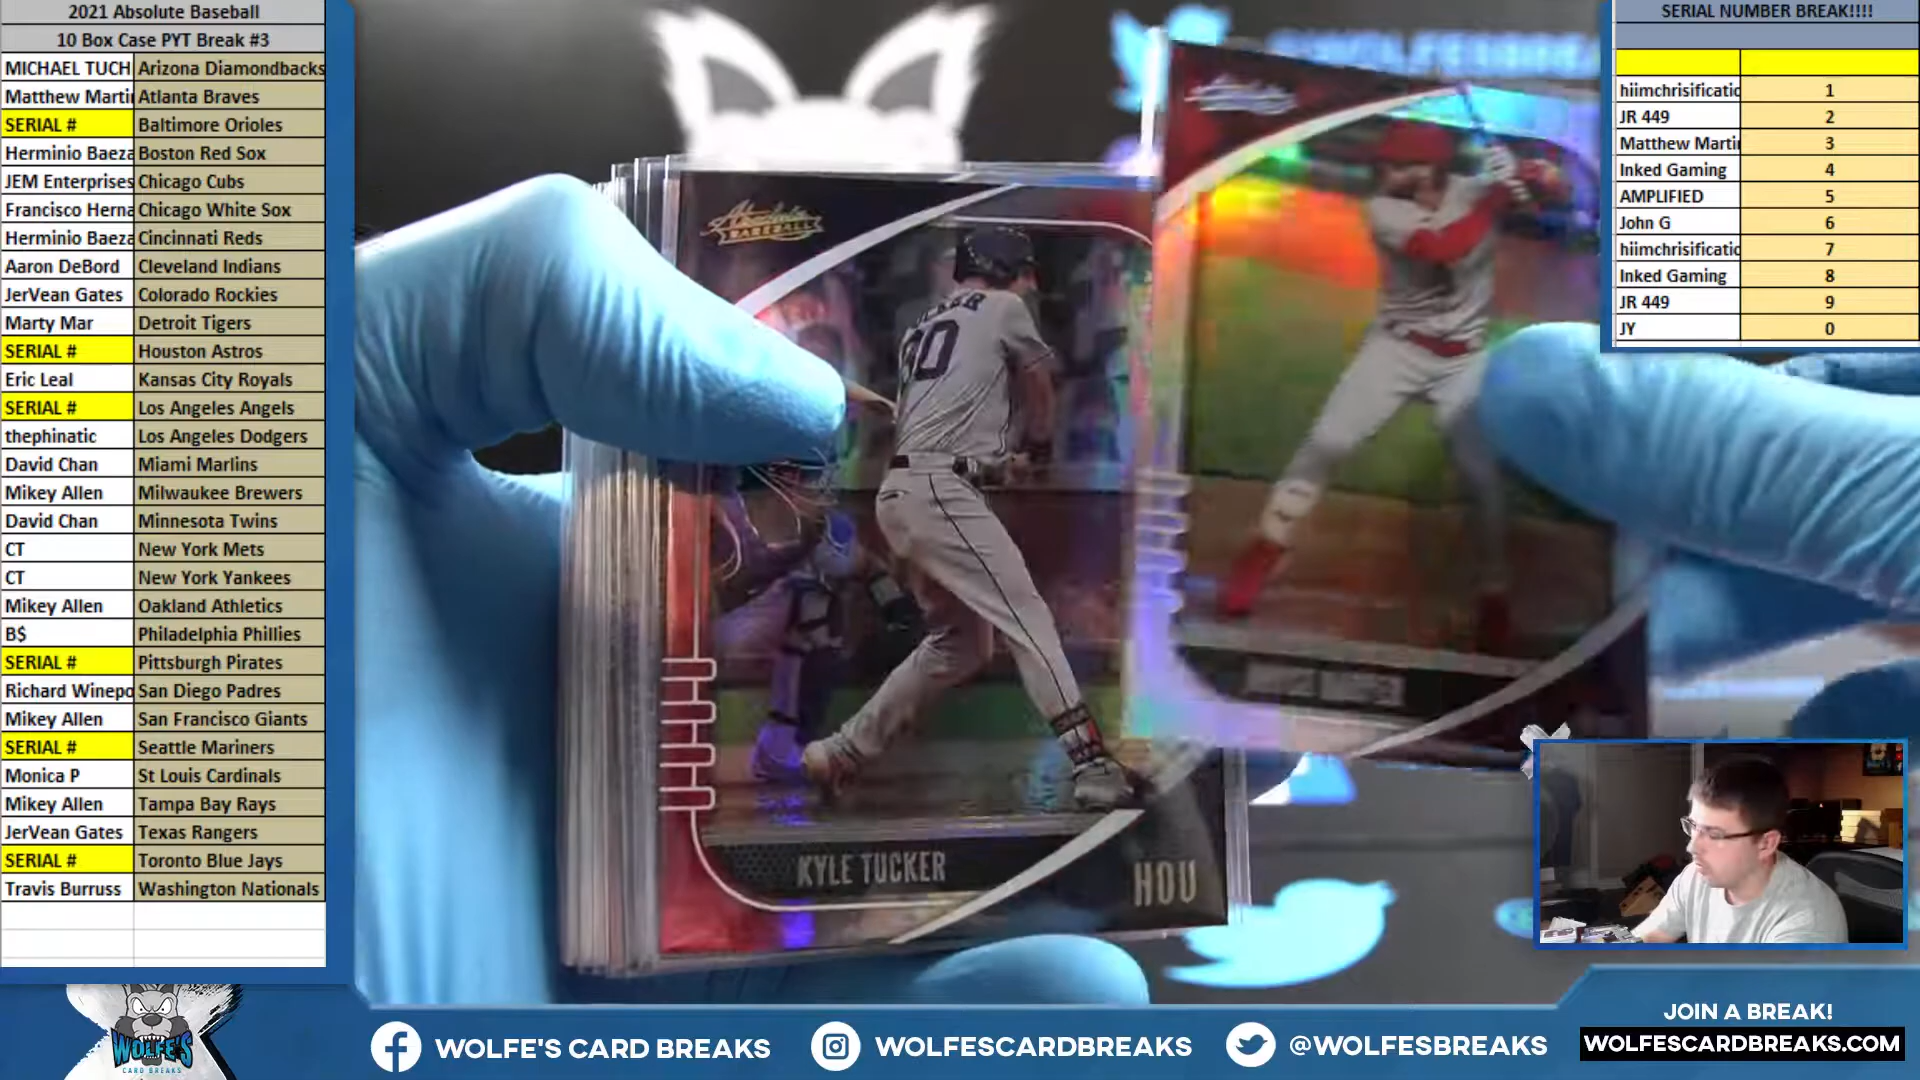 2021 Absolute Baseball
10 Box Case PYT Break #3
MICHAEL TUCH Arizona Diamondbacks
Matthew Marti Atlanta Braves
SERIAL # Baltimore Orioles
Herminio Baeza Boston Red Sox
JEM Enterprises Chicago Cubs
Francisco Herna Chicago White Sox
Herminio Baeza Cincinnati Reds
Aaron DeBord Cleveland Indians
JerVean Gates Colorado Rockies
Marty Mar Detroit Tigers
SERIAL # Houston Astros
Eric Leal Kansas City Royals
SERIAL # Los Angeles Angels
thephinatic Los Angeles Dodgers
David Chan Miami Marlins
Mikey Allen Milwaukee Brewers
David Chan Minnesota Twins
CT New York Mets
CT New York Yankees
Mikey Allen Oakland Athletics
B$ Philadelphia Phillies
SERIAL # Pittsburgh Pirates
Richard Winepo San Diego Padres
Mikey Allen San Francisco Giants
SERIAL # Seattle Mariners
Monica P St Louis Cardinals
Mikey Allen Tampa Bay Rays
JerVean Gates Texas Rangers
SERIAL # Toronto Blue Jays
Travis Burruss Washington Nationals
SERIAL NUMBER BREAK!!!!
hiimchrisificatio 1
JR 449 2
Matthew Marti 3
Inked Gaming 4
AMPLIFIED 5
John G 6
hiimchrisificatio 7
Inked Gaming 8
JR 449 9
JY 0
Absolute
BASEBALL
30
KYLE TUCKER
HOU
WOLFE'S
CARD BREAKS
WOLFE'S CARD BREAKS
WOLFESCARDBREAKS
@WOLFESBREAKS
JOIN A BREAK!
WOLFESCARDBREAKS.COM